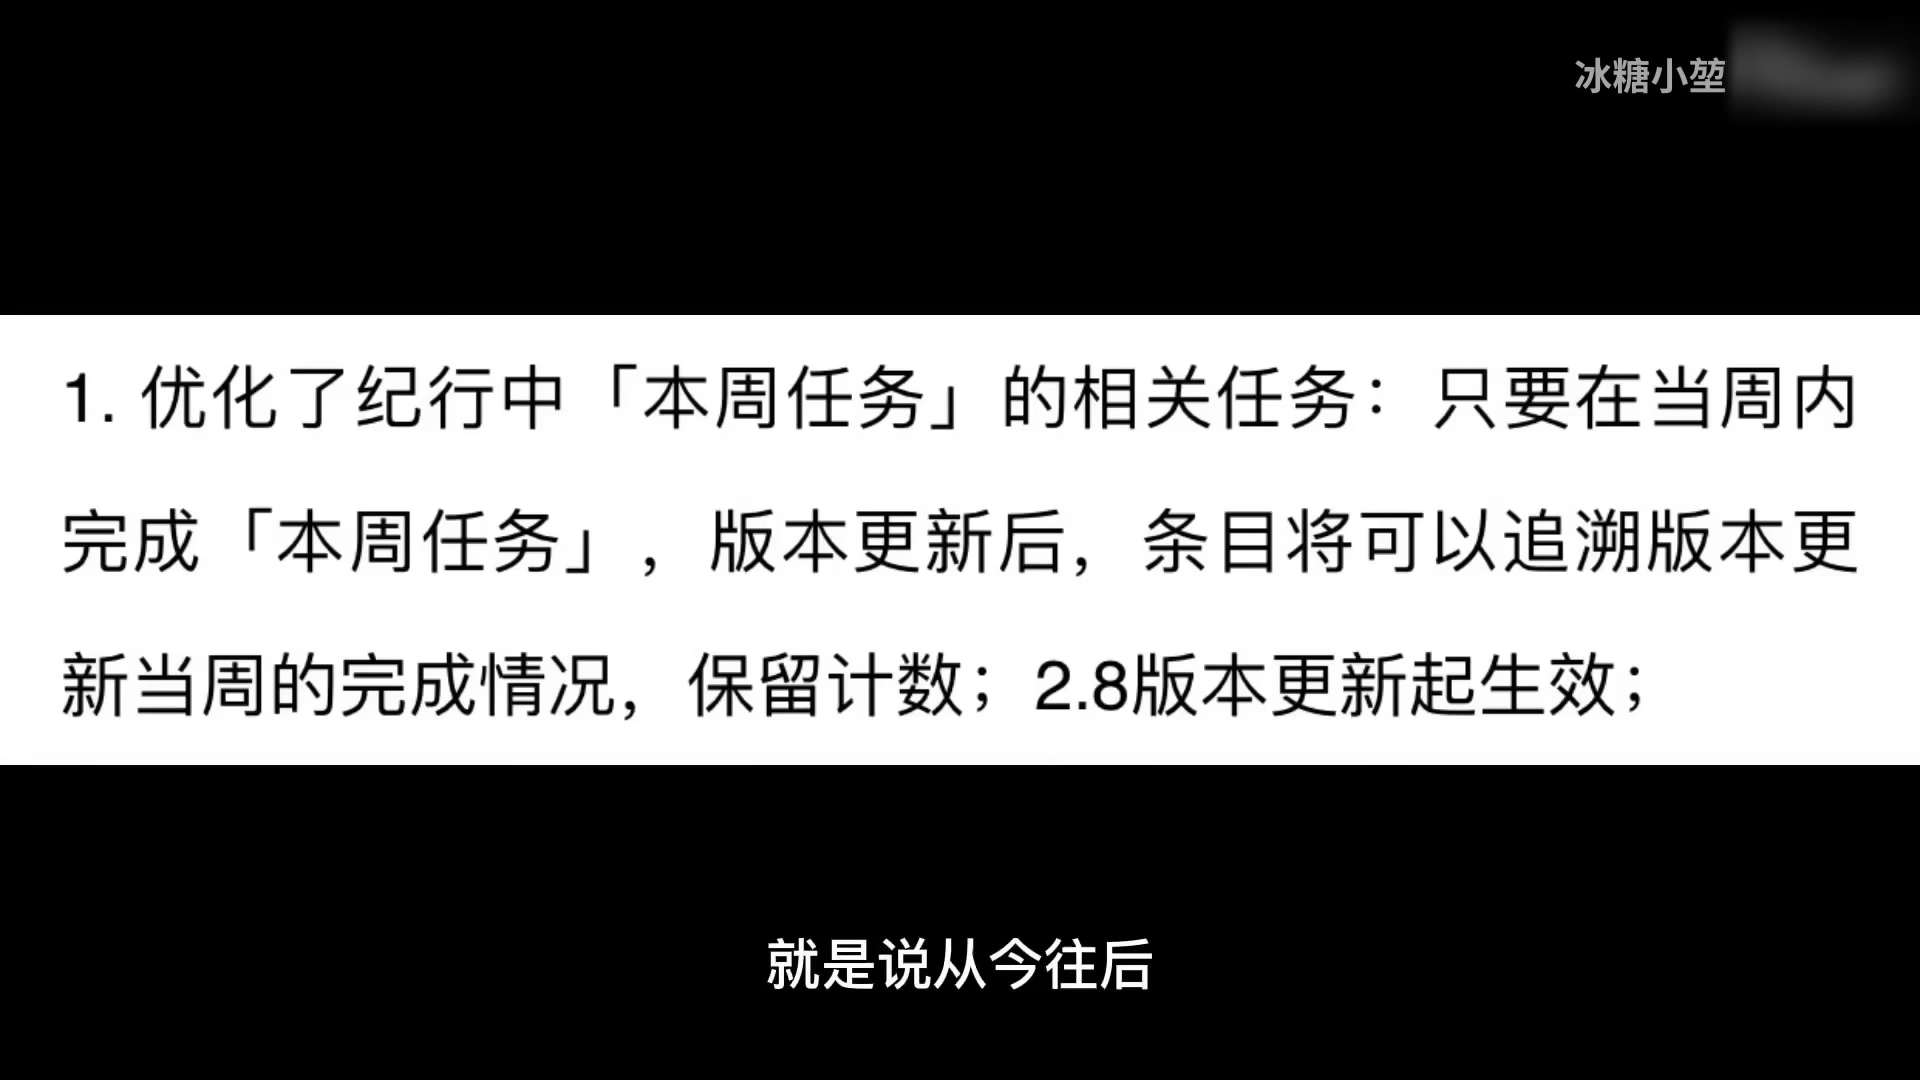 冰糖小堃
1. 优化了纪行中「本周任务」的相关任务：只要在当周内
完成「本周任务」，版本更新后，条目将可以追溯版本更
新当周的完成情况，保留计数；2.8版本更新起生效；
就是说从今往后